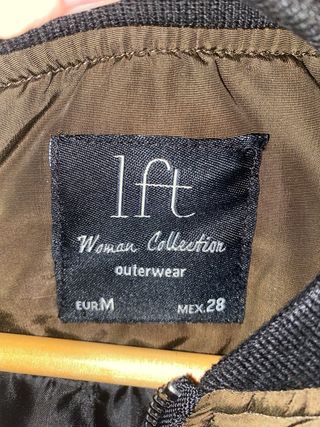 lft
Woman Collection
outerwear
EUR.M MEX.28